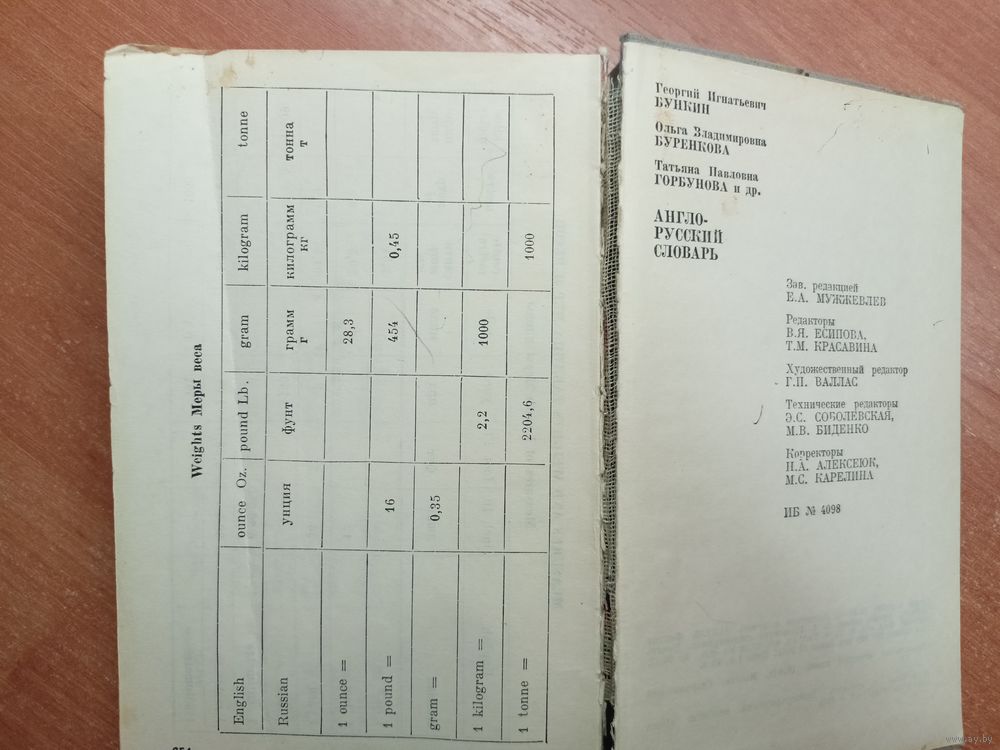 Weights Меры веса
English ounce Oz. pound Lb. gram kilogram tonne
Russian унция фунт грамм г килограмм кг тонна т
1 ounce = 28,3
1 pound = 16 454 0,45
gram = 0,35
1 kilogram = 2,2 1000
1 tonne = 2204,6 1000
Георгий Игнатьевич
БУНКИН
Ольга Владимировна
БУРЕНКОВА
Татьяна Павловна
ГОРБУНОВА и др.
АНГЛО-
РУССКИЙ
СЛОВАРЬ
Зав. редакцией
Е.А. МУЖЖЕВЛЕВ
Редакторы
В.Я. ЕСИПОВА,
Т.М. КРАСАВИНА
Художественный редактор
Г.П. ВАЛЛАС
Технические редакторы
Э.С. СОБОЛЕВСКАЯ,
М.В. БИДЕНКО
Корректоры
Н.А. АЛЕКСЕЮК,
М.С. КАРЕЛИНА
ИБ № 4098
www.ay.by